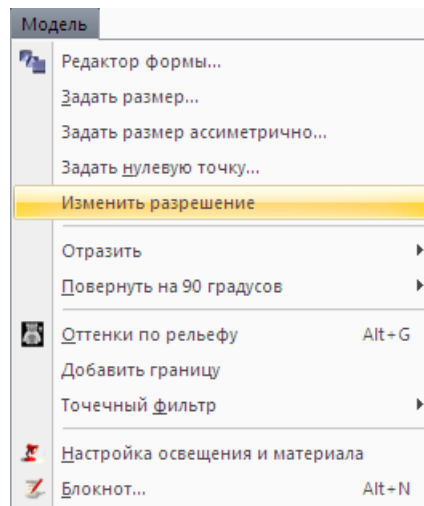 Модель
Редактор формы...
Задать размер...
Задать размер ассиметрично...
Задать нулевую точку...
Изменить разрешение
Отразить
Повернуть на 90 градусов
Оттенки по рельефу Alt+G
Добавить границу
Точечный фильтр
Настройка освещения и материала
Блокнот... Alt+N